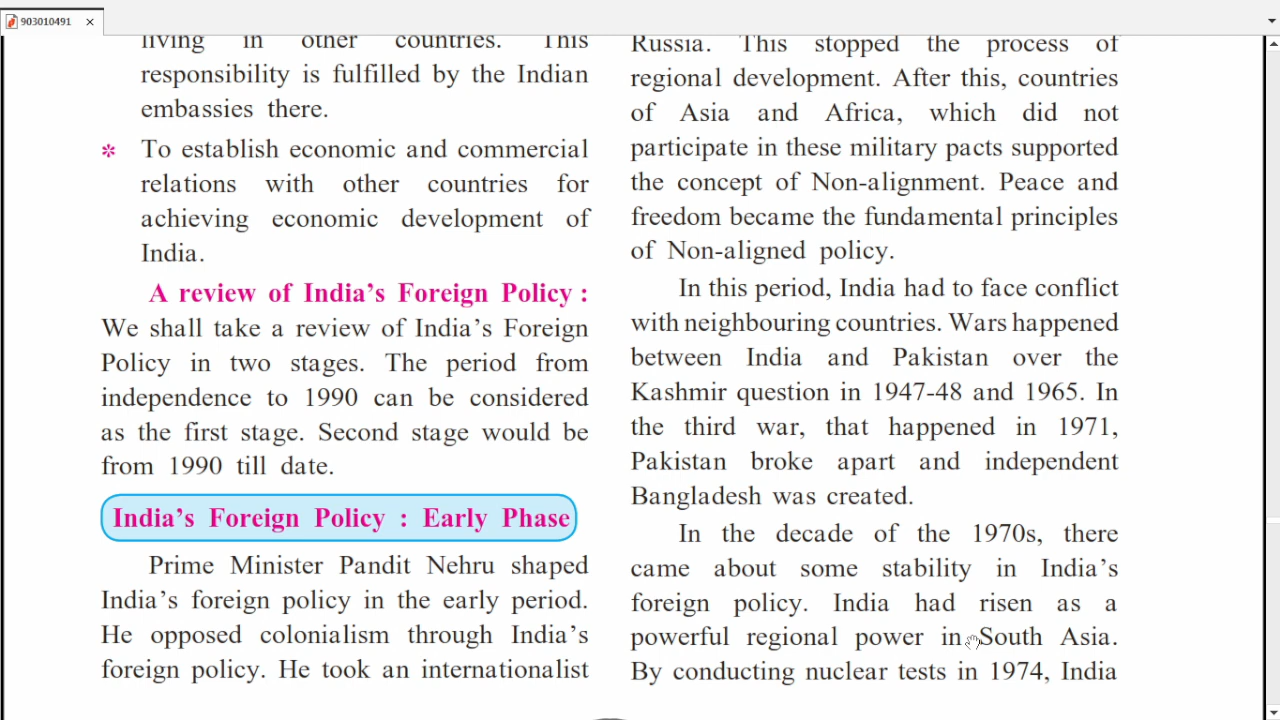 903010491
living in other countries. This
responsibility is fulfilled by the Indian
embassies there.
* To establish economic and commercial
relations with other countries for
achieving economic development of
India.
A review of India's Foreign Policy :
We shall take a review of India's Foreign
Policy in two stages. The period from
independence to 1990 can be considered
as the first stage. Second stage would be
from 1990 till date.
India's Foreign Policy : Early Phase
Prime Minister Pandit Nehru shaped
India's foreign policy in the early period.
He opposed colonialism through India's
foreign policy. He took an internationalist
Russia. This stopped the process of
regional development. After this, countries
of Asia and Africa, which did not
participate in these military pacts supported
the concept of Non-alignment. Peace and
freedom became the fundamental principles
of Non-aligned policy.
In this period, India had to face conflict
with neighbouring countries. Wars happened
between India and Pakistan over the
Kashmir question in 1947-48 and 1965. In
the third war, that happened in 1971,
Pakistan broke apart and independent
Bangladesh was created.
In the decade of the 1970s, there
came about some stability in India's
foreign policy. India had risen as a
powerful regional power in South Asia.
By conducting nuclear tests in 1974, India